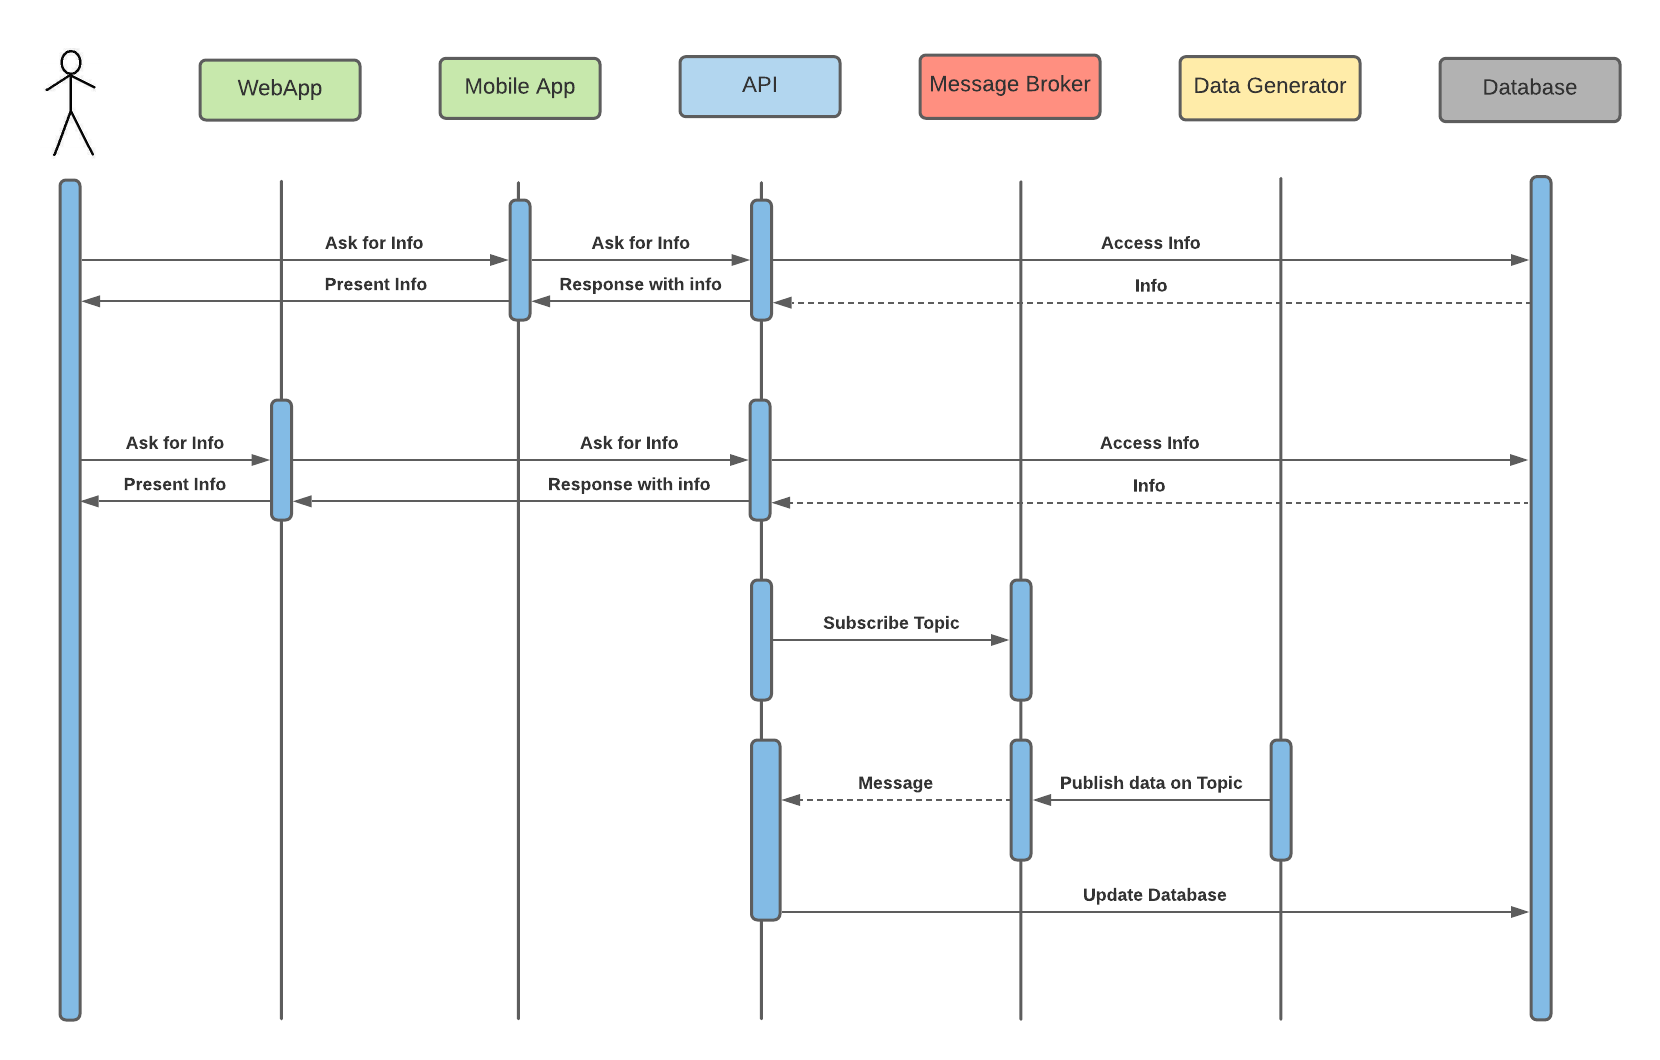 WebApp
Mobile App
API
Message Broker
Data Generator
Database
Ask for Info
Ask for Info
Access Info
Present Info
Response with info
Info
Ask for Info
Ask for Info
Access Info
Present Info
Response with info
Info
Subscribe Topic
Message
Publish data on Topic
Update Database